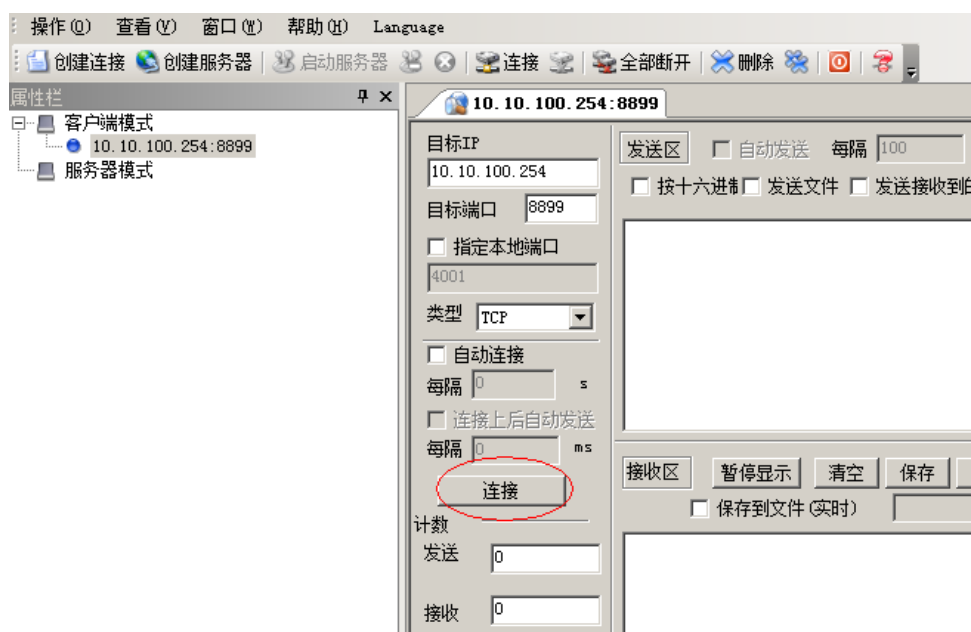 操作(O) 查看(V) 窗口(W) 帮助(H) Language
创建连接 创建服务器 启动服务器 连接 全部断开 删除
属性栏
客户端模式
10.10.100.254:8899
服务器模式
10.10.100.254:8899
目标IP
10.10.100.254
目标端口 8899
指定本地端口
4001
类型 TCP
自动连接
每隔 0 s
连接上后自动发送
每隔 0 ms
连接
计数
发送 0
接收 0
发送区 自动发送 每隔 100
按十六进制 发送文件 发送接收到
接收区 暂停显示 清空 保存
保存到文件(实时)